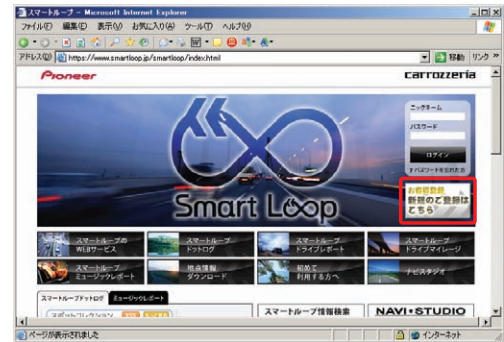 スマートループ - Microsoft Internet Explorer
ファイル(F) 編集(E) 表示(V) お気に入り(A) ツール(T) ヘルプ(H)
アドレス(D) https://www.smartloop.jp/smartloop/index.html 移動 リンク
Pioneer carrozzeria
ニックネーム
パスワード
ログイン
パスワードを忘れた方
お客様登録
新規のご登録は
こちら
Smart Loop
スマートループの
WEBサービス
スマートループ
ドットログ
スマートループ
ドライブレポート
スマートループ
ドライブマイレージ
スマートループ
ミュージックレポート
地点情報
ダウンロード
初めて
利用する方へ
ナビスタジオ
スマートループドットログ ミュージックレポート
スマートループ情報検索 NAVI★STUDIO
ページが表示されました インターネット